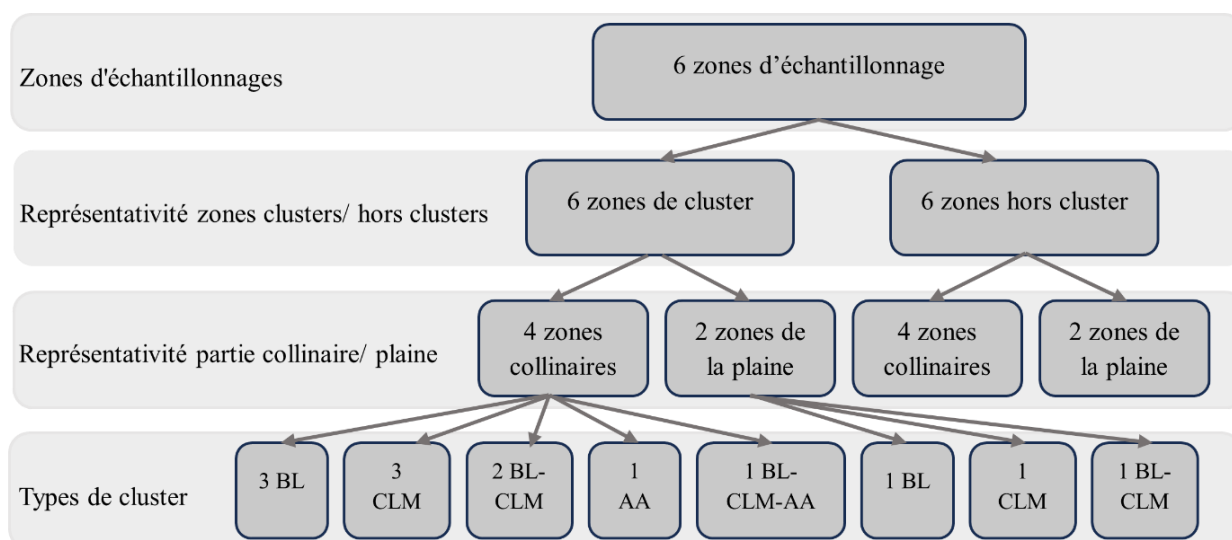 Zones d'échantillonnages
6 zones d’échantillonnage
Représentativité zones clusters/ hors clusters
6 zones de cluster
6 zones hors cluster
Représentativité partie collinaire/ plaine
4 zones
collinaires
2 zones de
la plaine
4 zones
collinaires
2 zones de
la plaine
Types de cluster
3 BL
3
CLM
2 BL-
CLM
1
AA
1 BL-
CLM-AA
1 BL
1
CLM
1 BL-
CLM